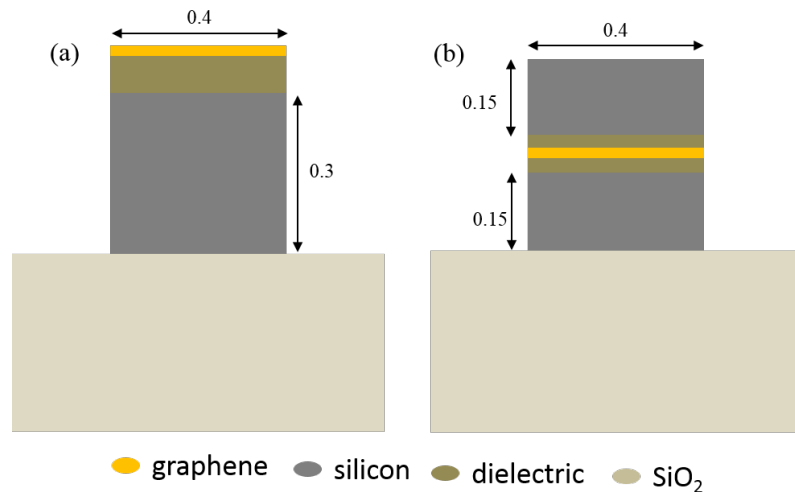 (a)
0.4
0.3
(b)
0.4
0.15
0.15
graphene
silicon
dielectric
SiO₂